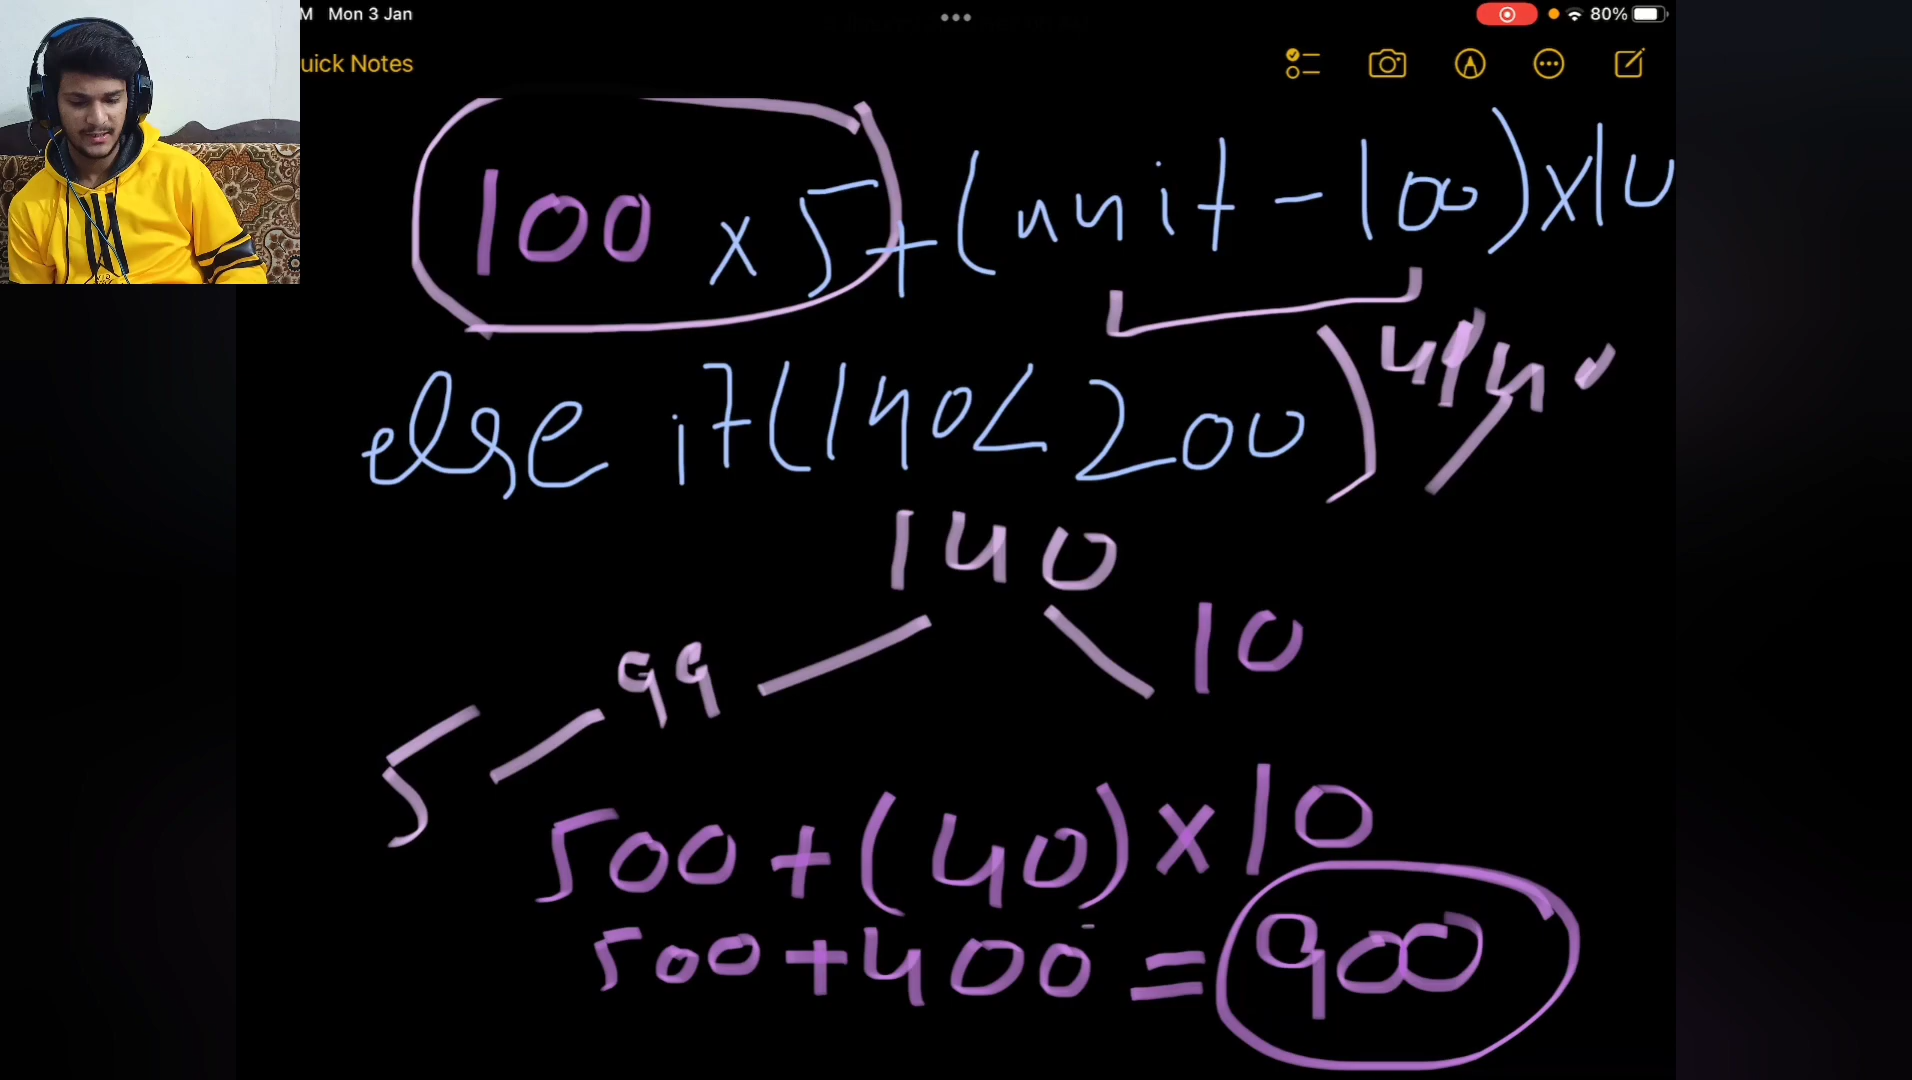 M Mon 3 Jan
80%
uick Notes
100 x 5 + (unit - 100) x 10
else if (140 < 200)
140
99 10
5
500 + (40) x 10
500 + 400 = 900